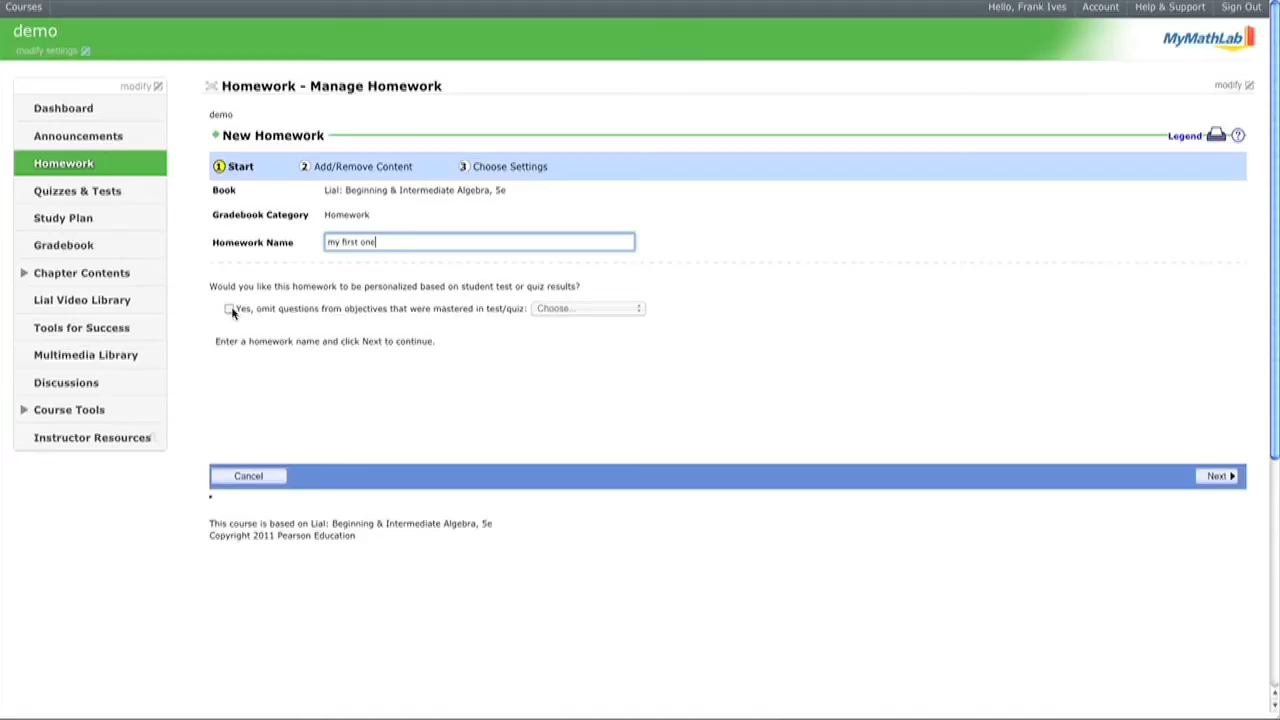 Courses
Hello, Frank Ives Account Help & Support Sign Out
demo
modify settings
MyMathLab
modify
Dashboard
Announcements
Homework
Quizzes & Tests
Study Plan
Gradebook
Chapter Contents
Lial Video Library
Tools for Success
Multimedia Library
Discussions
Course Tools
Instructor Resources
Homework - Manage Homework
modify
demo
New Homework
Legend ?
1 Start 2 Add/Remove Content 3 Choose Settings
Book Lial: Beginning & Intermediate Algebra, 5e
Gradebook Category Homework
Homework Name my first one
Would you like this homework to be personalized based on student test or quiz results?
Yes, omit questions from objectives that were mastered in test/quiz: Choose...
Enter a homework name and click Next to continue.
Cancel Next
This course is based on Lial: Beginning & Intermediate Algebra, 5e
Copyright 2011 Pearson Education